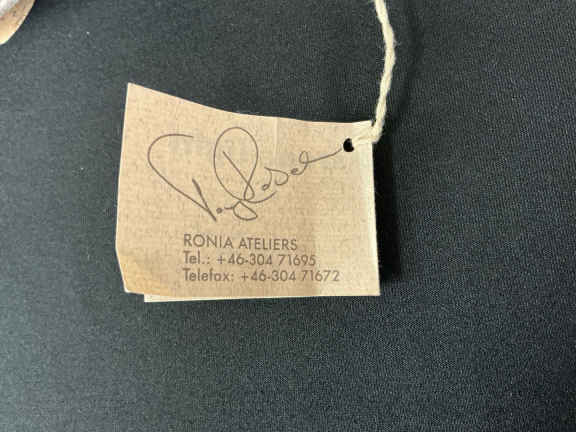 RONIA ATELIERS
Tel.: +46-304 71695
Telefax: +46-304 71672